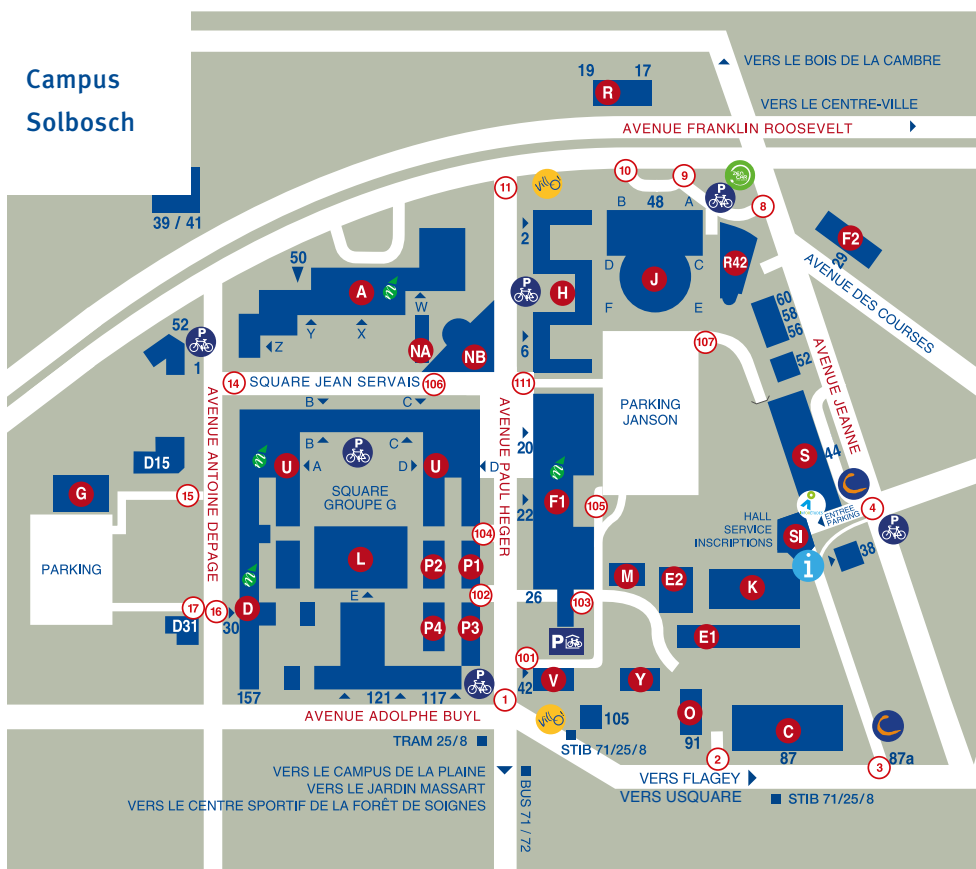 Campus
Solbosch
VERS LE BOIS DE LA CAMBRE
19 17
R
VERS LE CENTRE-VILLE
AVENUE FRANKLIN ROOSEVELT
39 / 41
11
Villo!
10
9
8
P
B 48 A
2
50
A
W
Y X
Z
H
P
D C
J
F E
R42
F2
29
AVENUE DES COURSES
60
58
56
52
52
1
P
NA
NB
6
107
14
SQUARE JEAN SERVAIS
106
111
PARKING
JANSON
AVENUE JEANNE
AVENUE ANTOINE DEPAGE
AVENUE PAUL HEGER
B C
B C
P
U A
D U
D
SQUARE
GROUPE G
20
F1
22
S
44
D15
G
15
PARKING
104
105
HALL
SERVICE
INSCRIPTIONS
ENTREE
PARKING
4
P
SI
i
38
L
P2 P1
E
102
P4 P3
17
16
D
30
D31
26
103
P
M
E2
K
E1
101
42
V
Y
O
91
C
87
87a
157
121
117
P
1
Villo!
105
2
3
AVENUE ADOLPHE BUYL
TRAM 25/8
STIB 71/25/8
VERS LE CAMPUS DE LA PLAINE
VERS LE JARDIN MASSART
VERS LE CENTRE SPORTIF DE LA FORÊT DE SOIGNES
BUS 71 / 72
VERS FLAGEY
VERS USQUARE
STIB 71/25/8